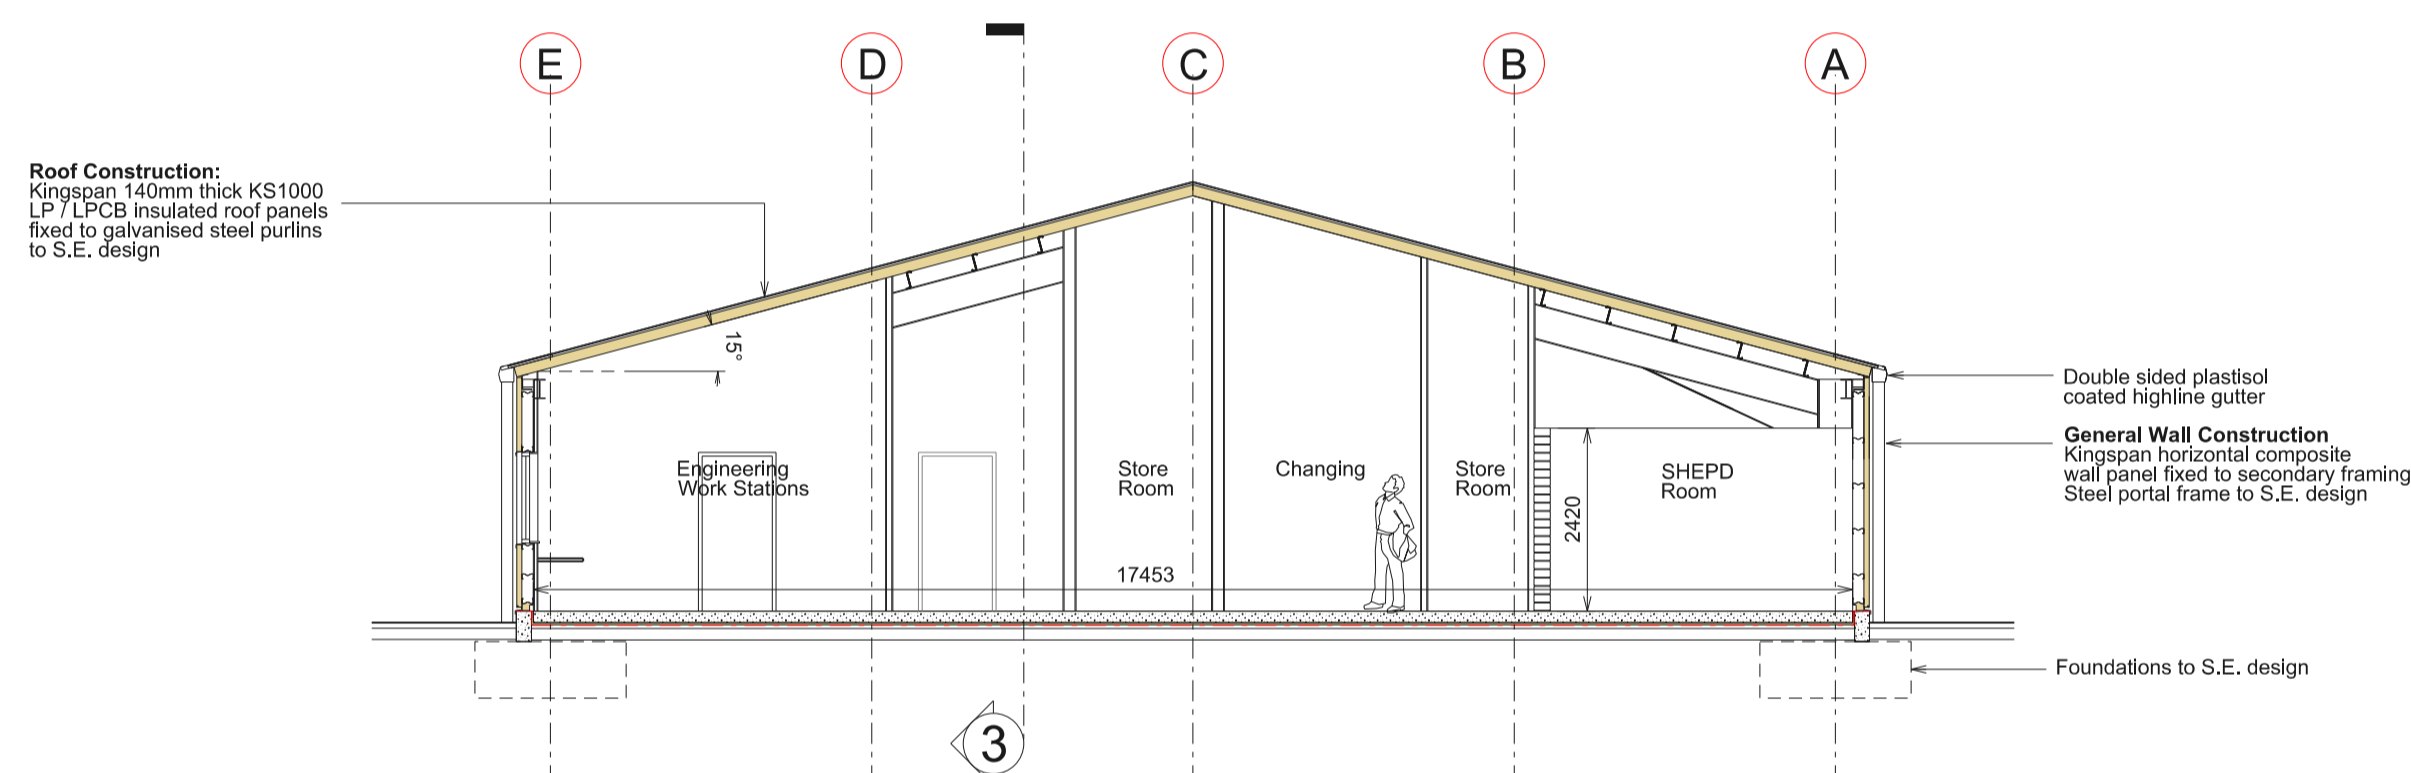 E
D
C
B
A
Roof Construction:
Kingspan 140mm thick KS1000
LP / LPCB insulated roof panels
fixed to galvanised steel purlins
to S.E. design
15°
Double sided plastisol
coated highline gutter
General Wall Construction
Kingspan horizontal composite
wall panel fixed to secondary framing
Steel portal frame to S.E. design
Engineering
Work Stations
Store
Room
Changing
Store
Room
SHEPD
Room
2420
17453
Foundations to S.E. design
3